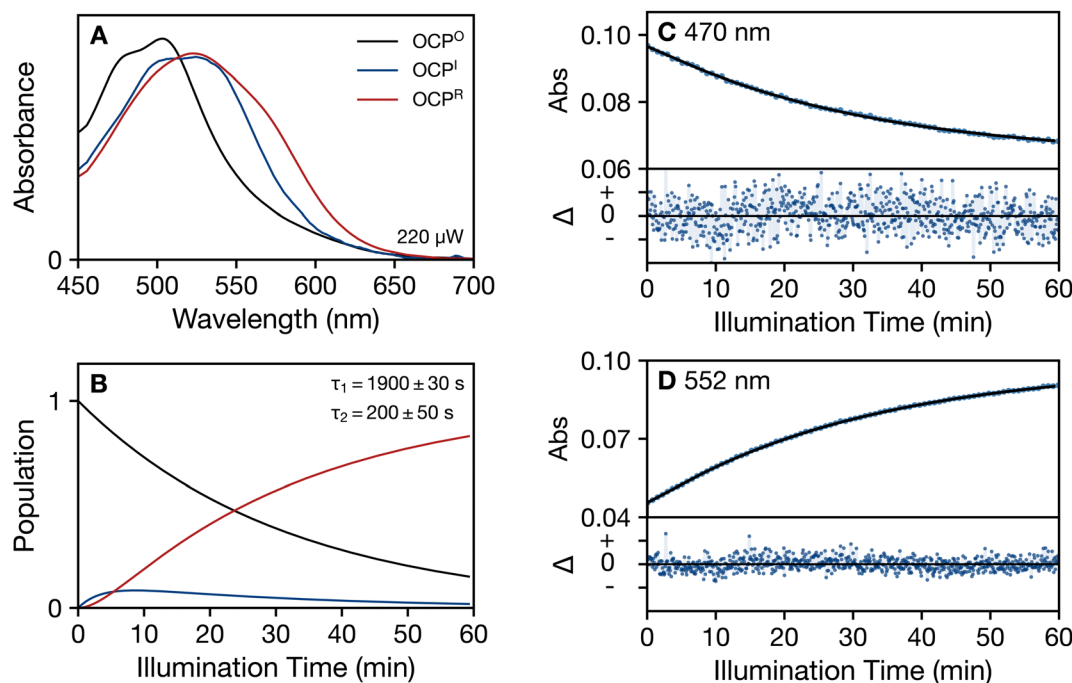 A
OCPᴼ
OCPᴵ
OCPᴿ
220 µW
Absorbance
0
450 500 550 600 650 700
Wavelength (nm)
B
τ₁ = 1900 ± 30 s
τ₂ = 200 ± 50 s
Population
1
0
0 10 20 30 40 50 60
Illumination Time (min)
C 470 nm
Abs
0.10
0.08
0.06
Δ
+
0
-
0 10 20 30 40 50 60
Illumination Time (min)
D 552 nm
Abs
0.10
0.07
0.04
Δ
+
0
-
0 10 20 30 40 50 60
Illumination Time (min)